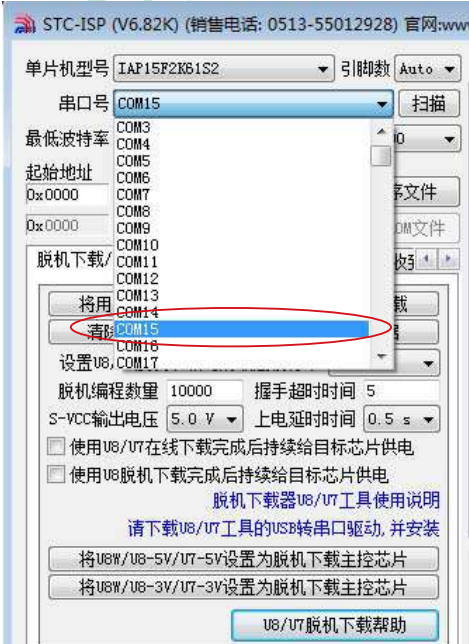 STC-ISP (V6.82K) (销售电话: 0513-55012928) 官网:www
单片机型号 IAP15F2K61S2 引脚数 Auto
串口号 COM15 扫描
最低波特率 COM3
COM4
起始地址 COM5
COM6
0x0000 COM7 序文件
COM8
0x0000 COM9 OM文件
COM10
脱机下载/ COM11 收到
COM12
将用 COM13 载
COM14
清除 COM15
COM16
设置U8, COM17
脱机编程数量 10000 握手超时时间 5
S-VCC输出电压 5.0 V 上电延时时间 0.5 s
使用U8/U7在线下载完成后持续给目标芯片供电
使用U8脱机下载完成后持续给目标芯片供电
脱机下载器U8/U7工具使用说明
请下载U8/U7工具的USB转串口驱动,并安装
将U8W/U8-5V/U7-5V设置为脱机下载主控芯片
将U8W/U8-3V/U7-3V设置为脱机下载主控芯片
U8/U7脱机下载帮助